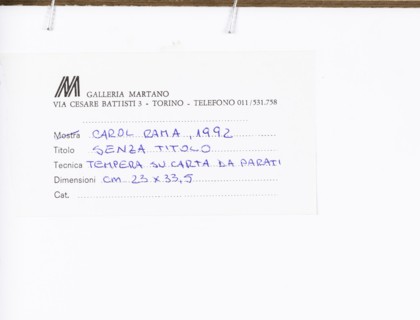 GALLERIA MARTANO
VIA CESARE BATTISTI 3 - TORINO - TELEFONO 011/531.758
Mostra CAROL RAMA, 1992
Titolo SENZA TITOLO
Tecnica TEMPERA SU CARTA DA PARATI
Dimensioni CM 23 x 33,5
Cat.